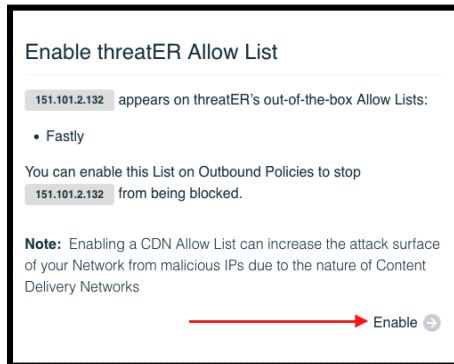 Enable threatER Allow List
151.101.2.132 appears on threatER's out-of-the-box Allow Lists:
• Fastly
You can enable this List on Outbound Policies to stop
151.101.2.132 from being blocked.
Note: Enabling a CDN Allow List can increase the attack surface
of your Network from malicious IPs due to the nature of Content
Delivery Networks
Enable